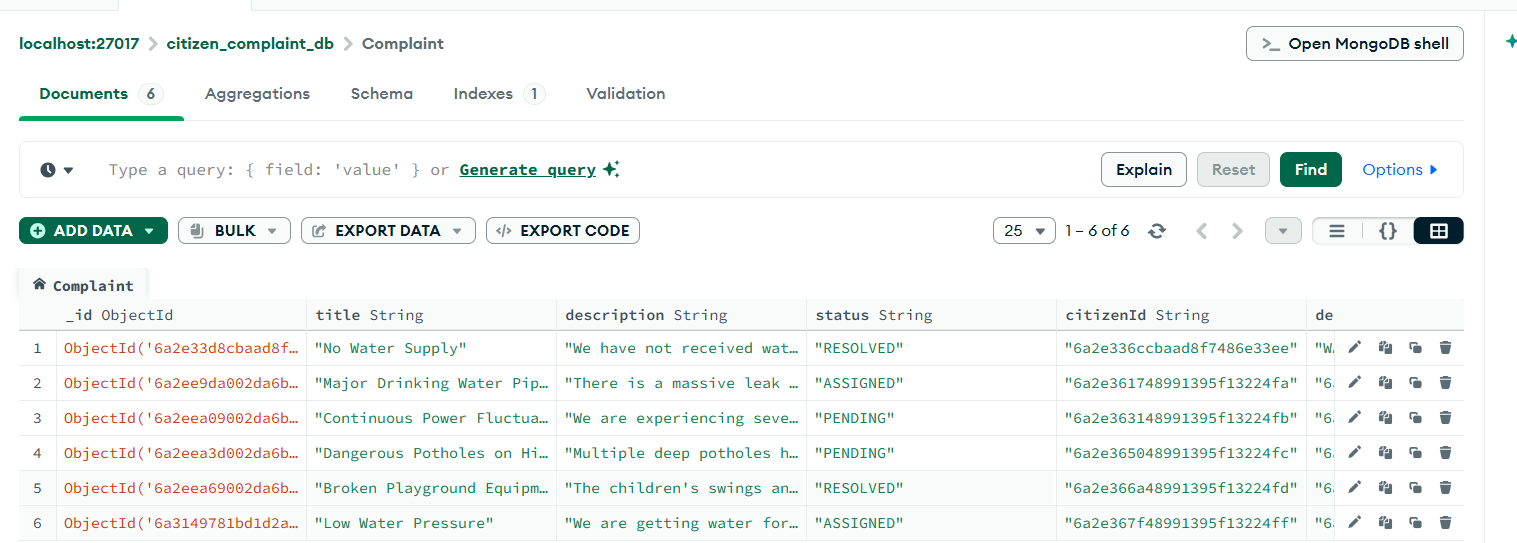 localhost:27017 > citizen_complaint_db > Complaint
>_ Open MongoDB shell
Documents 6 Aggregations Schema Indexes 1 Validation
Type a query: { field: 'value' } or Generate query
Explain Reset Find Options
ADD DATA BULK EXPORT DATA </> EXPORT CODE 25 1 – 6 of 6 {}
Complaint
_id ObjectId title String description String status String citizenId String de
1 ObjectId('6a2e33d8cbaad8f… "No Water Supply" "We have not received wat… "RESOLVED" "6a2e336ccbaad8f7486e33ee" "WA
2 ObjectId('6a2ee9da002da6b… "Major Drinking Water Pip… "There is a massive leak … "ASSIGNED" "6a2e361748991395f13224fa" "6a
3 ObjectId('6a2eea09002da6b… "Continuous Power Fluctua… "We are experiencing seve… "PENDING" "6a2e363148991395f13224fb" "6a
4 ObjectId('6a2eea3d002da6b… "Dangerous Potholes on Hi… "Multiple deep potholes h… "PENDING" "6a2e365048991395f13224fc" "6a
5 ObjectId('6a2eea69002da6b… "Broken Playground Equipm… "The children's swings an… "RESOLVED" "6a2e366a48991395f13224fd" "6a
6 ObjectId('6a3149781bd1d2a… "Low Water Pressure" "We are getting water for… "ASSIGNED" "6a2e367f48991395f13224ff" "6a